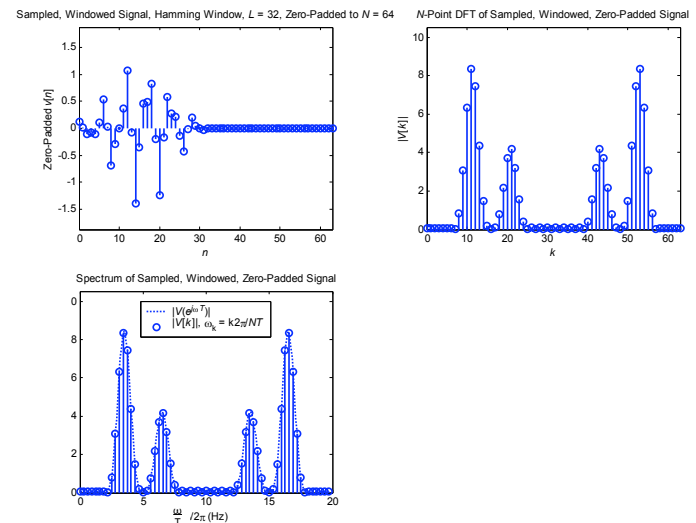 Sampled, Windowed Signal, Hamming Window, L = 32, Zero-Padded to N = 64
Zero-Padded v[n]
1.5
1
0.5
0
-0.5
-1
-1.5
0 10 20 30 40 50 60
n
N-Point DFT of Sampled, Windowed, Zero-Padded Signal
|V[k]|
8
6
4
2
0
0 10 20 30 40 50 60
k
Spectrum of Sampled, Windowed, Zero-Padded Signal
|V(e^{jωT})|
|V[k]|, ω_k = k2π/NT
0
8
6
4
2
0
0 5 10 15 20
ω/T /2π (Hz)